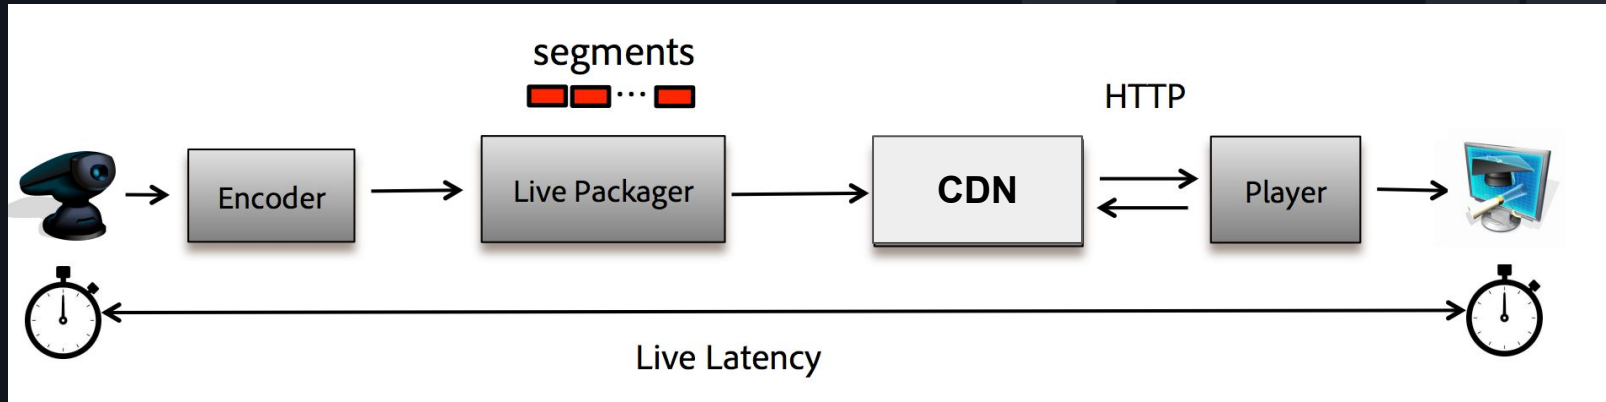 segments
HTTP
Encoder
Live Packager
CDN
Player
Live Latency